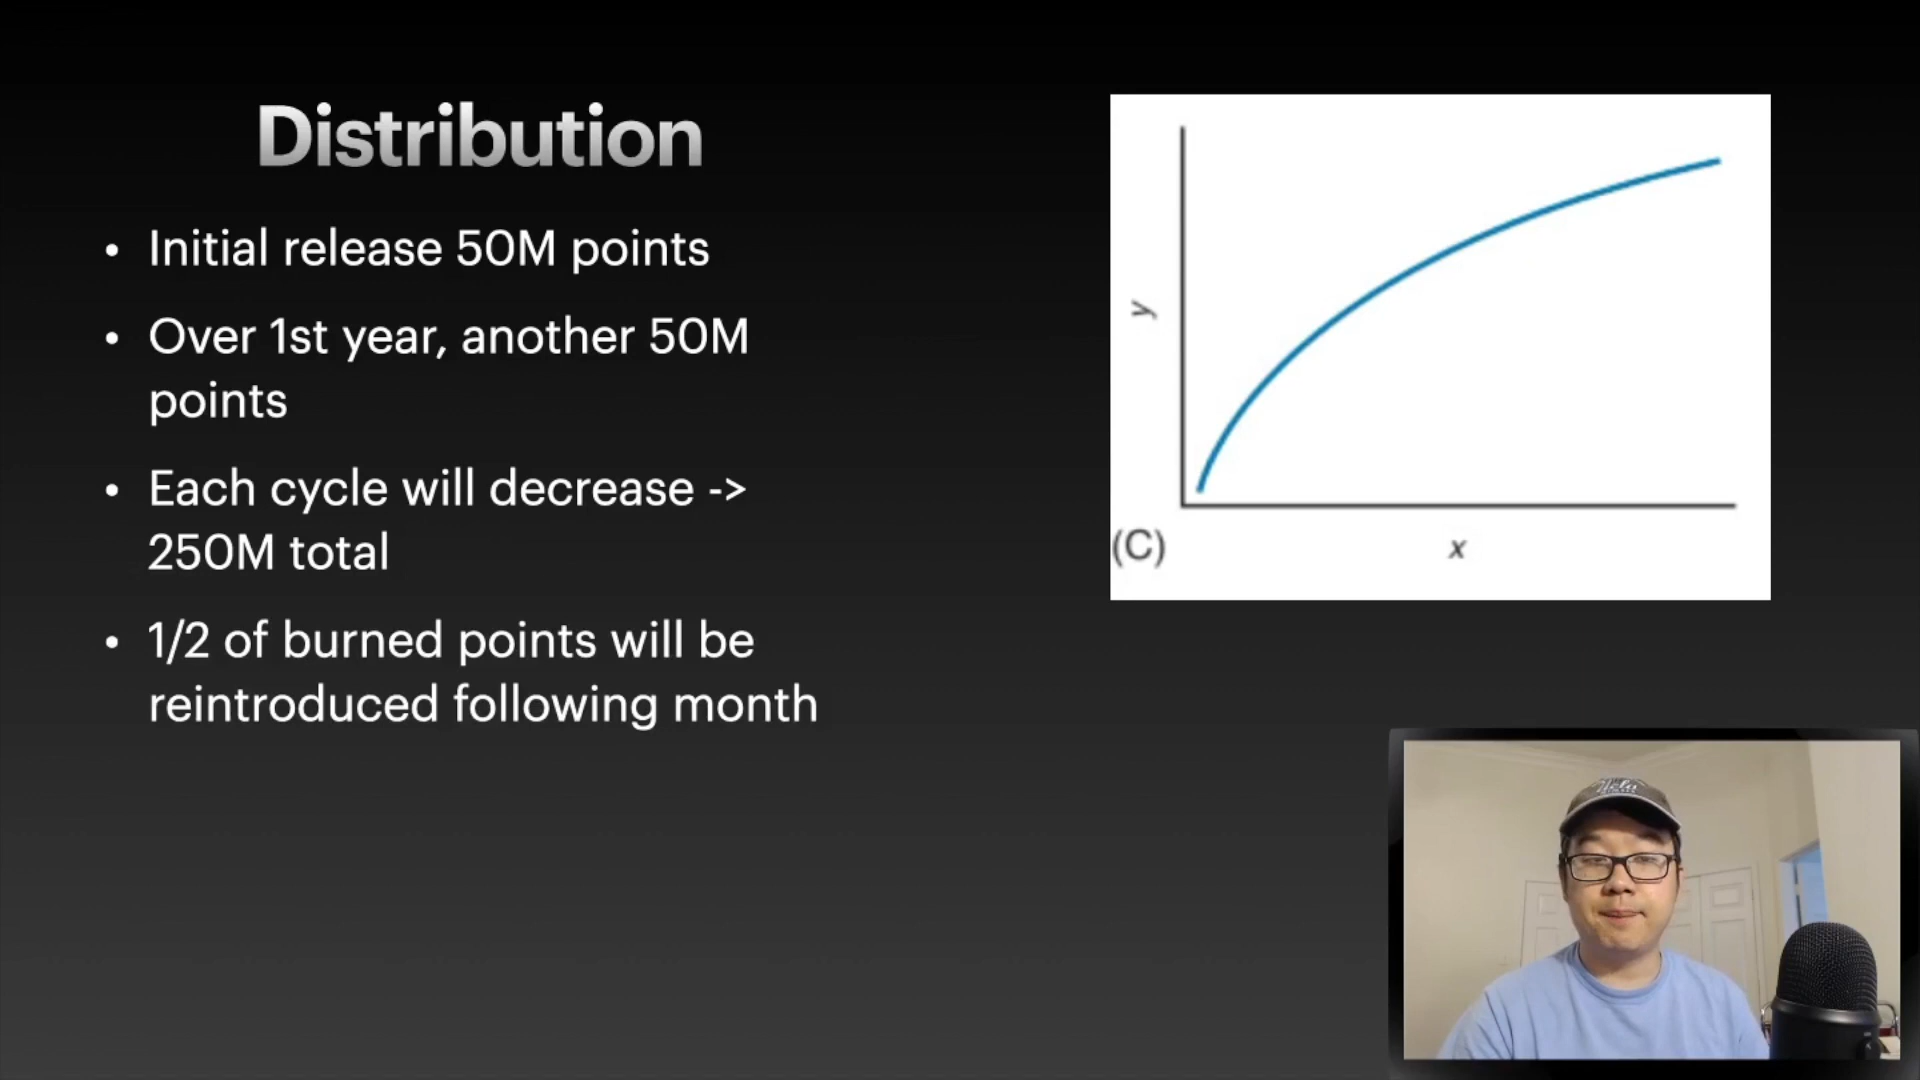 Distribution
• Initial release 50M points
• Over 1st year, another 50M
points
• Each cycle will decrease ->
250M total
• 1/2 of burned points will be
reintroduced following month
y
(C)
x